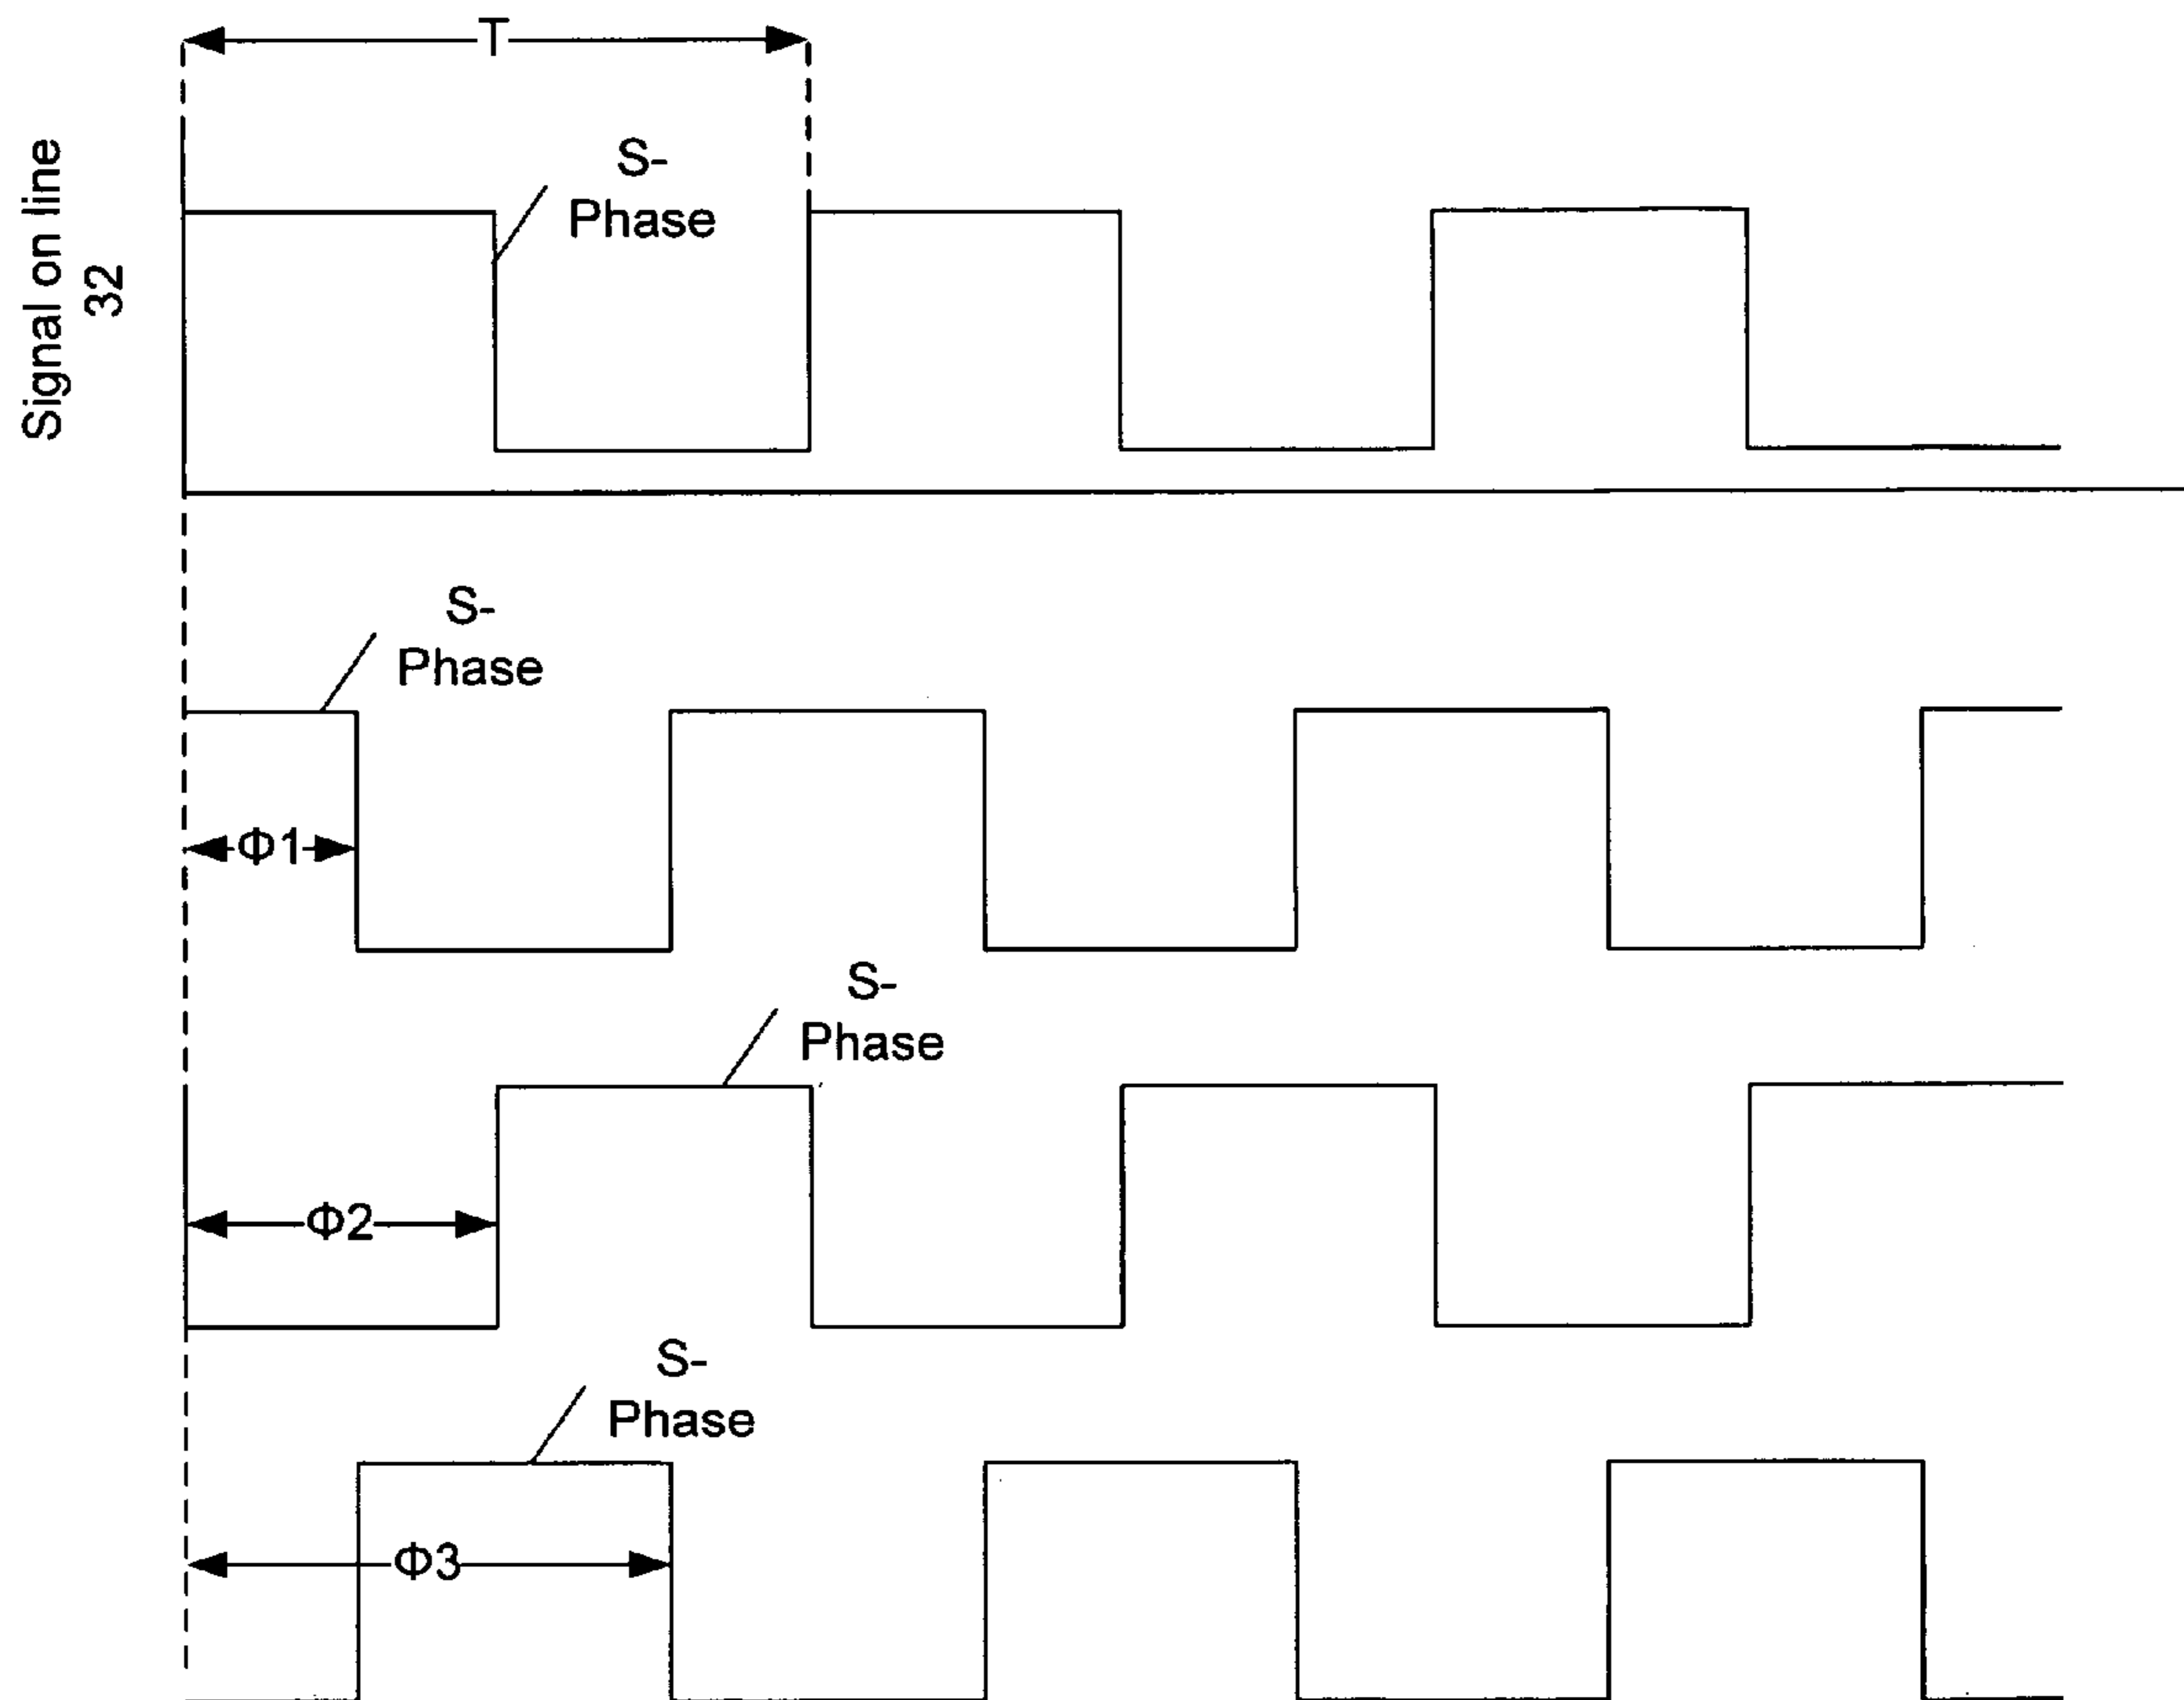 T
Signal on line
32
S-
Phase
S-
Phase
Φ1
S-
Phase
Φ2
S-
Phase
Φ3